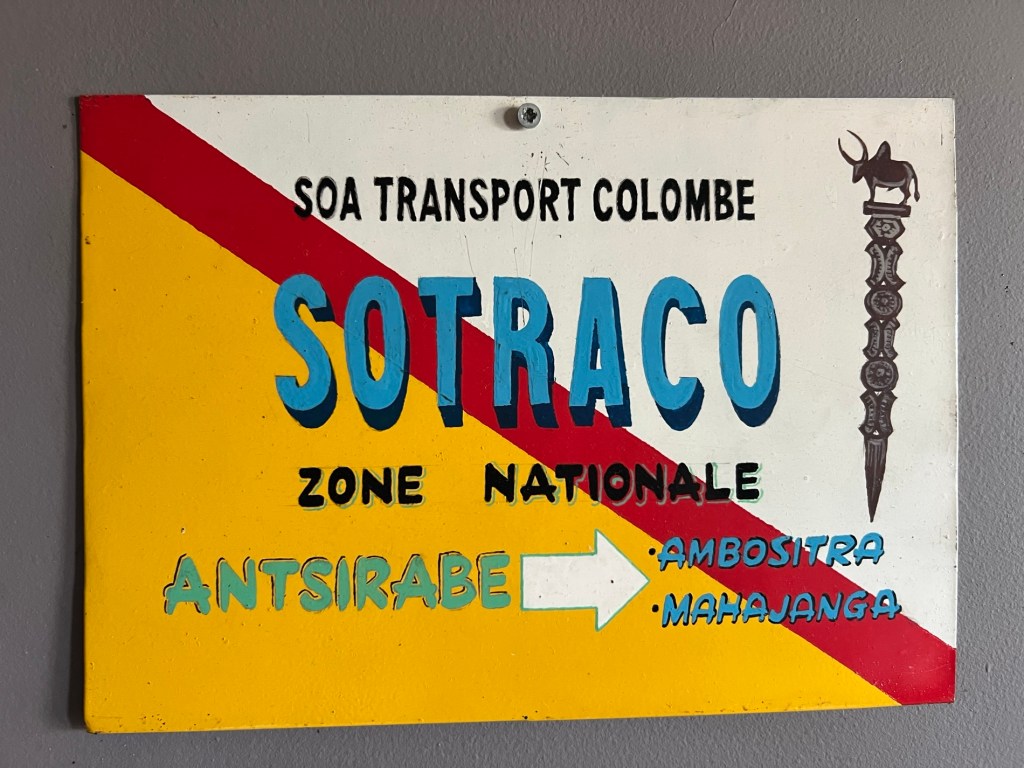 SOA TRANSPORT COLOMBE
SOTRACO
ZONE NATIONALE
ANTSIRABE
•AMBOSITRA
•MAHAJANGA